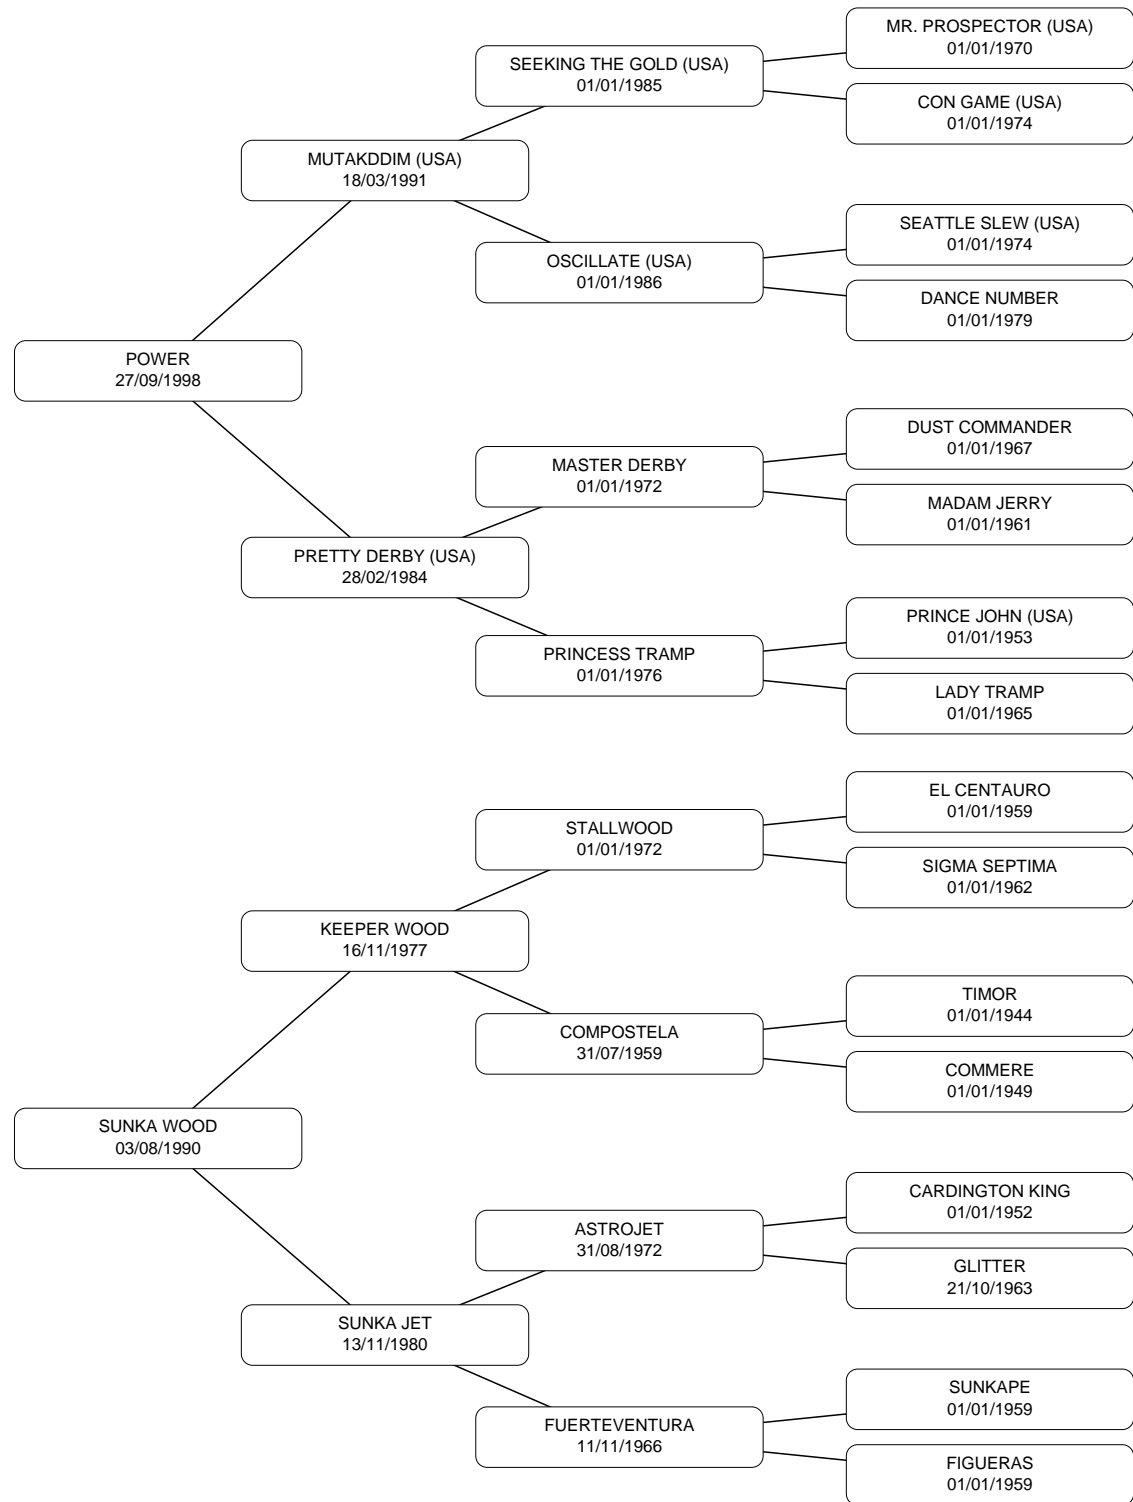 MR. PROSPECTOR (USA)
01/01/1970
SEEKING THE GOLD (USA)
01/01/1985
CON GAME (USA)
01/01/1974
MUTAKDDIM (USA)
18/03/1991
SEATTLE SLEW (USA)
01/01/1974
OSCILLATE (USA)
01/01/1986
DANCE NUMBER
01/01/1979
POWER
27/09/1998
DUST COMMANDER
01/01/1967
MASTER DERBY
01/01/1972
MADAM JERRY
01/01/1961
PRETTY DERBY (USA)
28/02/1984
PRINCE JOHN (USA)
01/01/1953
PRINCESS TRAMP
01/01/1976
LADY TRAMP
01/01/1965
EL CENTAURO
01/01/1959
STALLWOOD
01/01/1972
SIGMA SEPTIMA
01/01/1962
KEEPER WOOD
16/11/1977
TIMOR
01/01/1944
COMPOSTELA
31/07/1959
COMMERE
01/01/1949
SUNKA WOOD
03/08/1990
CARDINGTON KING
01/01/1952
ASTROJET
31/08/1972
GLITTER
21/10/1963
SUNKA JET
13/11/1980
SUNKAPE
01/01/1959
FUERTEVENTURA
11/11/1966
FIGUERAS
01/01/1959